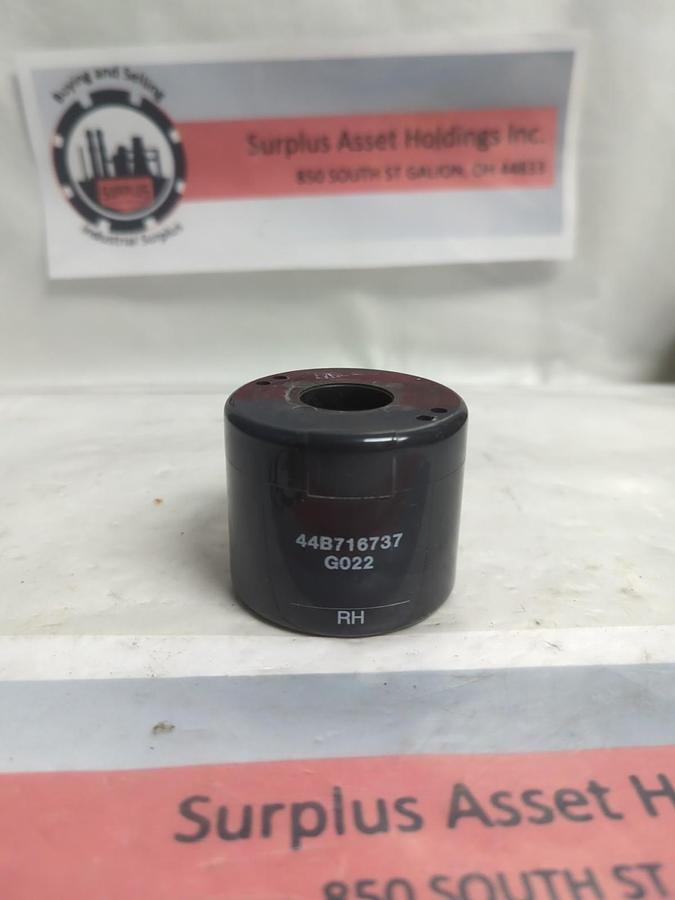 Buying and Selling
SURPLUS
Industrial Surplus
Surplus Asset Holdings Inc.
850 SOUTH ST GALION, OH 44833
44B716737
G022
RH
Surplus Asset H
850 SOUTH ST